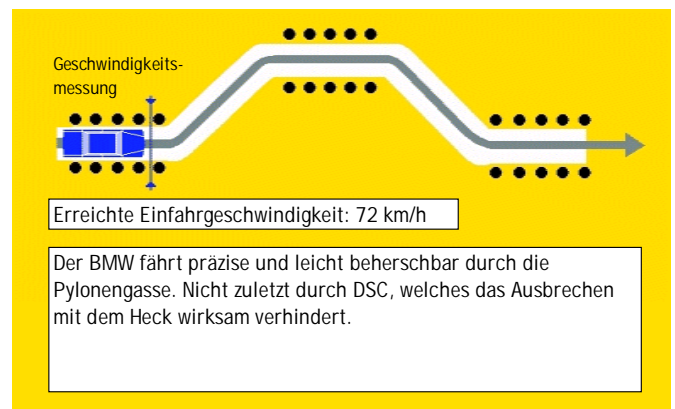 Geschwindigkeits-
messung
Erreichte Einfahrgeschwindigkeit: 72 km/h
Der BMW fährt präzise und leicht beherschbar durch die
Pylonengasse. Nicht zuletzt durch DSC, welches das Ausbrechen
mit dem Heck wirksam verhindert.